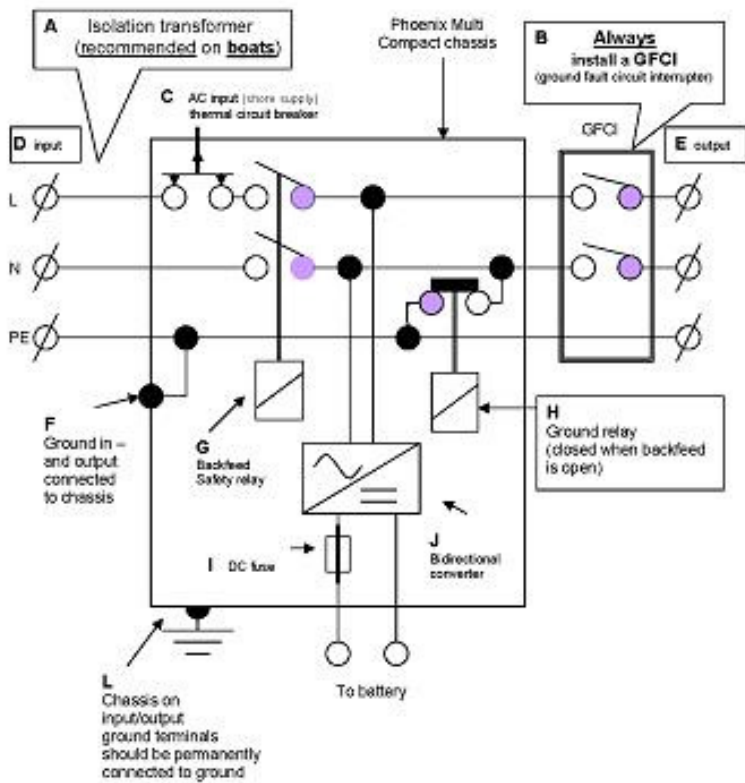 A Isolation transformer
(recommended on boats)
Phoenix Multi
Compact chassis
B Always
install a GFCI
(ground fault circuit interrupter)
C AC input (shore supply)
thermal circuit breaker
GFCI
D input
E output
L
N
PE
F
Ground in –
and output
connected
to chassis
G
Backfeed
Safety relay
H
Ground relay
(closed when backfeed
is open)
I DC fuse
J
Bidirectional
converter
L
Chassis on
input/output
ground terminals
should be permanently
connected to ground
To battery